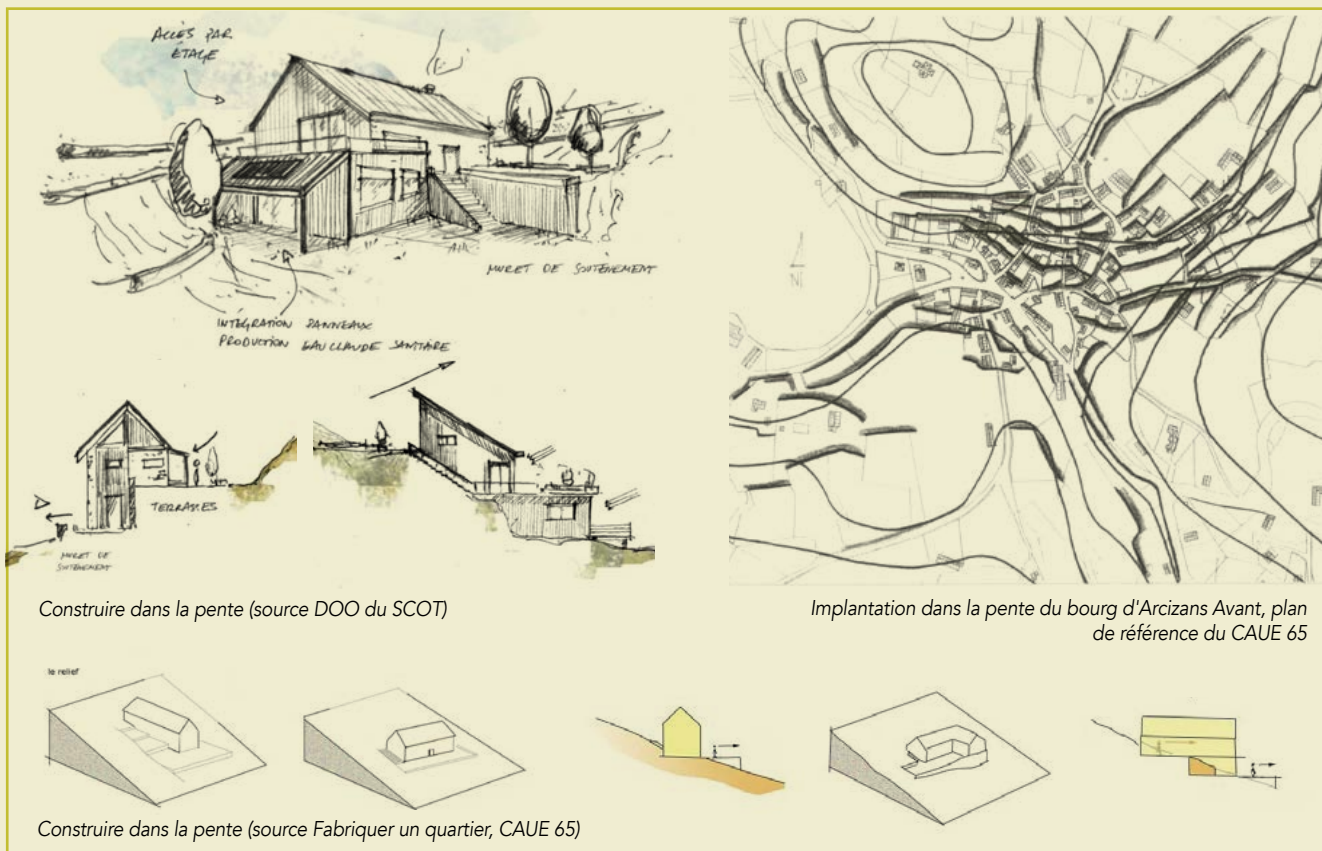 ACCÈS PAR
ÉTAGE
MURET DE SOUTÈNEMENT
INTÉGRATION PANNEAUX
PRODUCTION EAU CHAUDE SANITAIRE
TERRASSES
MURET DE
SOUTÈNEMENT
Construire dans la pente (source DOO du SCOT)
Implantation dans la pente du bourg d'Arcizans Avant, plan
de référence du CAUE 65
le relief
Construire dans la pente (source Fabriquer un quartier, CAUE 65)